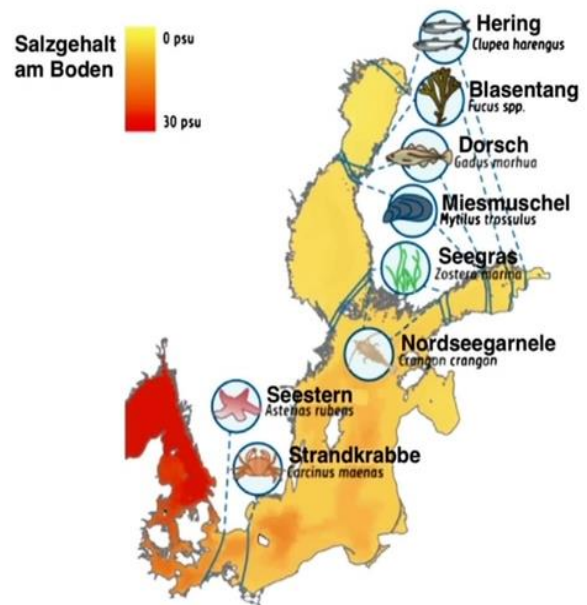 Salzgehalt
am Boden
0 psu
30 psu
Hering
Clupea harengus
Blasentang
Fucus spp.
Dorsch
Gadus morhua
Miesmuschel
Mytilus trossulus
Seegras
Zostera marina
Nordseegarnele
Crangon crangon
Seestern
Asterias rubens
Strandkrabbe
Carcinus maenas